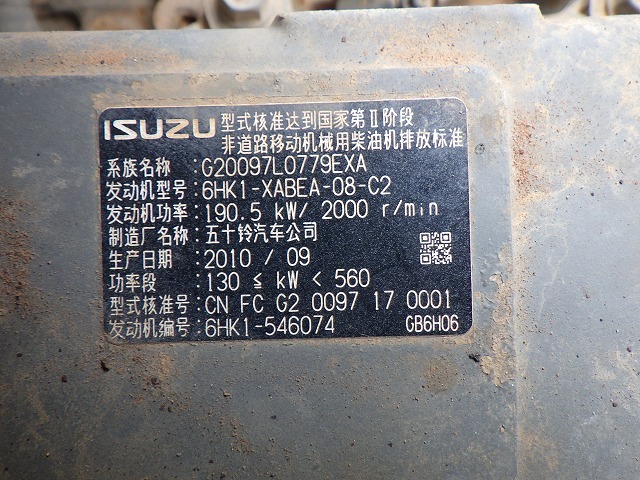 ISUZU 型式核准达到国家第Ⅱ阶段
非道路移动机械用柴油机排放标准
系族名称:G20097L0779EXA
发动机型号:6HK1-XABEA-08-C2
发动机功率:190.5 kW/ 2000 r/min
制造厂名称:五十铃汽车公司
生产日期:2010 / 09
功率段:130 ≦ kW < 560
型式核准号:CN FC G2 0097 17 0001
发动机编号:6HK1-546074 GB6H06